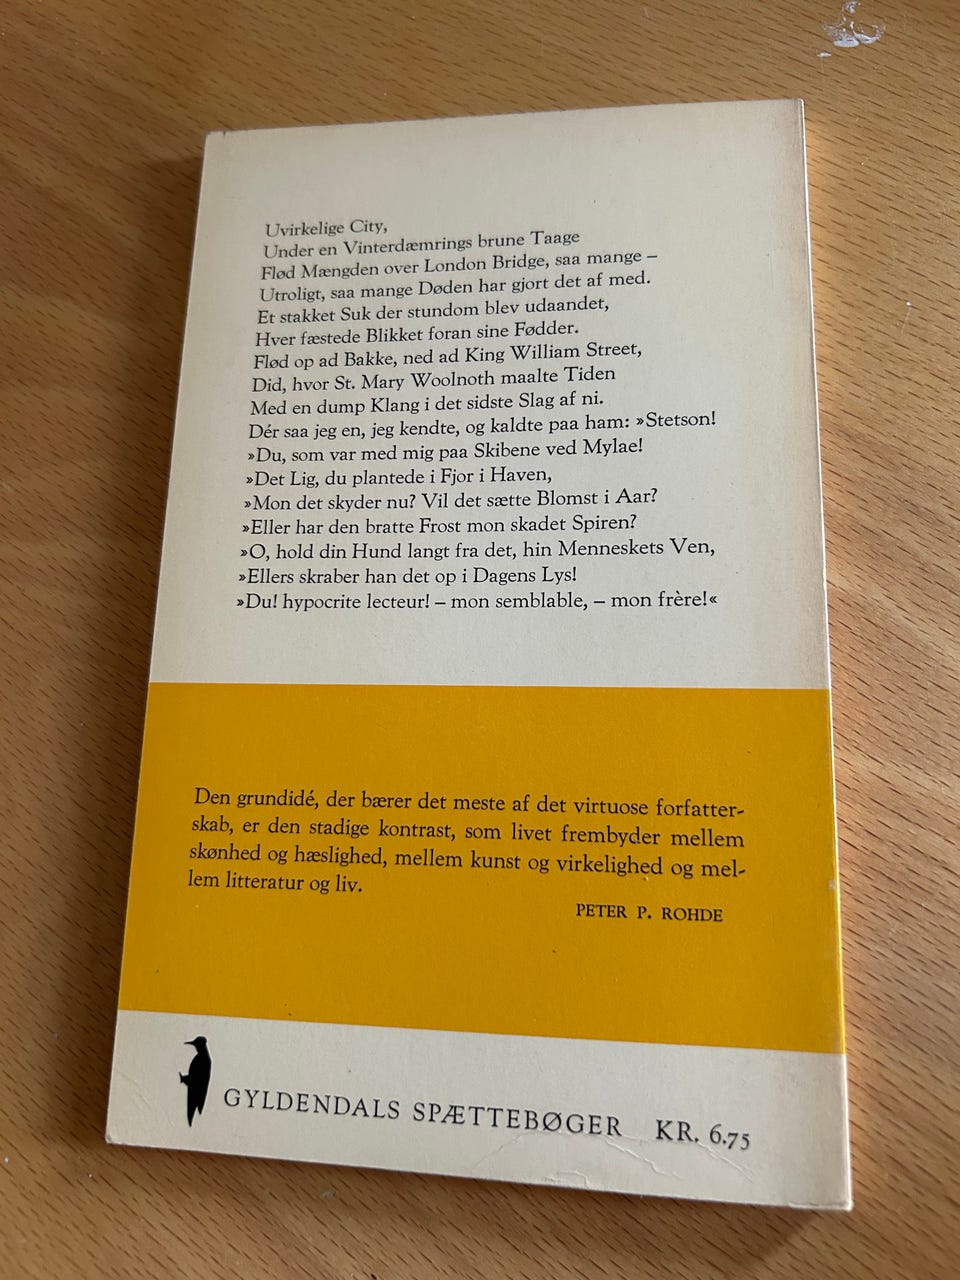 Uvirkelige City,
Under en Vinterdæmrings brune Taage
Flød Mængden over London Bridge, saa mange –
Utroligt, saa mange Døden har gjort det af med.
Et stakket Suk der stundom blev udaandet,
Hver fæstede Blikket foran sine Fødder.
Flød op ad Bakke, ned ad King William Street,
Did, hvor St. Mary Woolnoth maalte Tiden
Med en dump Klang i det sidste Slag af ni.
Dér saa jeg en, jeg kendte, og kaldte paa ham: »Stetson!
»Du, som var med mig paa Skibene ved Mylae!
»Det Lig, du plantede i Fjor i Haven,
»Mon det skyder nu? Vil det sætte Blomst i Aar?
»Eller har den bratte Frost mon skadet Spiren?
»O, hold din Hund langt fra det, hin Menneskets Ven,
»Ellers skraber han det op i Dagens Lys!
»Du! hypocrite lecteur! – mon semblable, – mon frère!«
Den grundidé, der bærer det meste af det virtuose forfatter-
skab, er den stadige kontrast, som livet frembyder mellem
skønhed og hæslighed, mellem kunst og virkelighed og mel-
lem litteratur og liv.
PETER P. ROHDE
GYLDENDALS SPÆTTEBØGER KR. 6.75